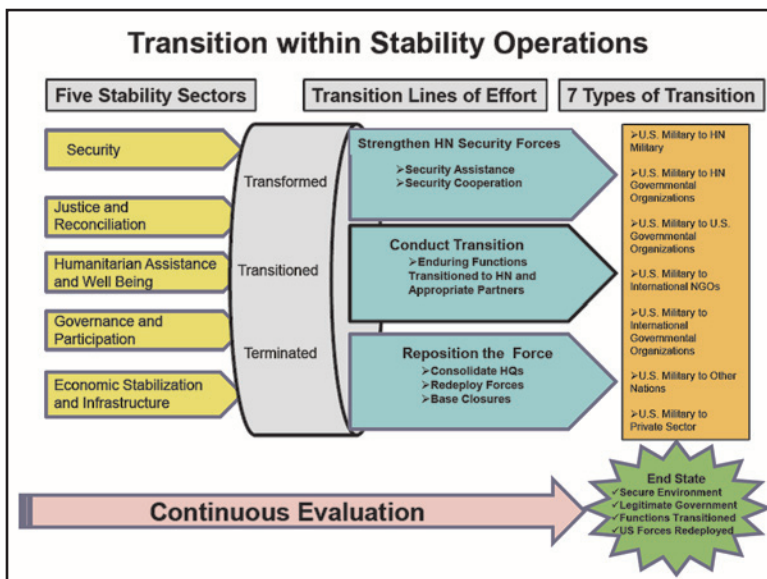 Transition within Stability Operations
Five Stability Sectors
Transition Lines of Effort
7 Types of Transition
Security
Justice and
Reconciliation
Humanitarian Assistance
and Well Being
Governance and
Participation
Economic Stabilization
and Infrastructure
Transformed
Transitioned
Terminated
Strengthen HN Security Forces
➢Security Assistance
➢Security Cooperation
Conduct Transition
➢Enduring Functions
Transitioned to HN and
Appropriate Partners
Reposition the Force
➢Consolidate HQs
➢Redeploy Forces
➢Base Closures
➢U.S. Military to HN
Military
➢U.S. Military to HN
Governmental
Organizations
➢U.S. Military to U.S.
Governmental
Organizations
➢U.S. Military to
International NGOs
➢U.S. Military to
International
Governmental
Organizations
➢U.S. Military to Other
Nations
➢U.S. Military to
Private Sector
Continuous Evaluation
End State
✓Secure Environment
✓Legitimate Government
✓Functions Transitioned
✓US Forces Redeployed